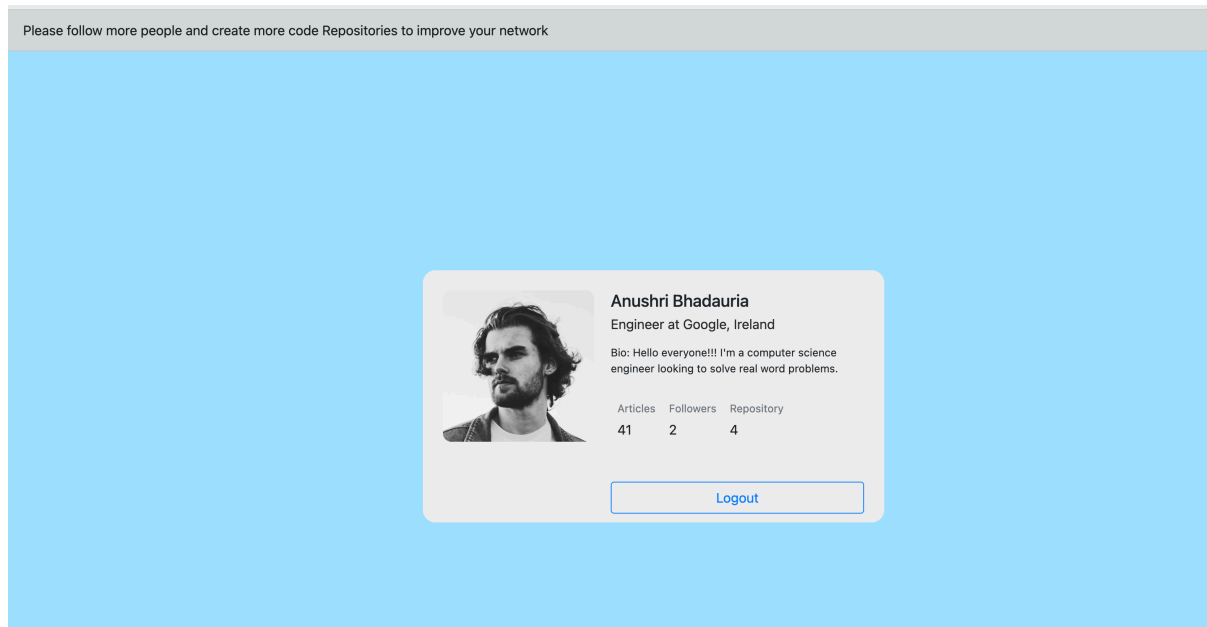 Please follow more people and create more code Repositories to improve your network
Anushri Bhadauria
Engineer at Google, Ireland
Bio: Hello everyone!!! I'm a computer science
engineer looking to solve real word problems.
Articles Followers Repository
41 2 4
Logout